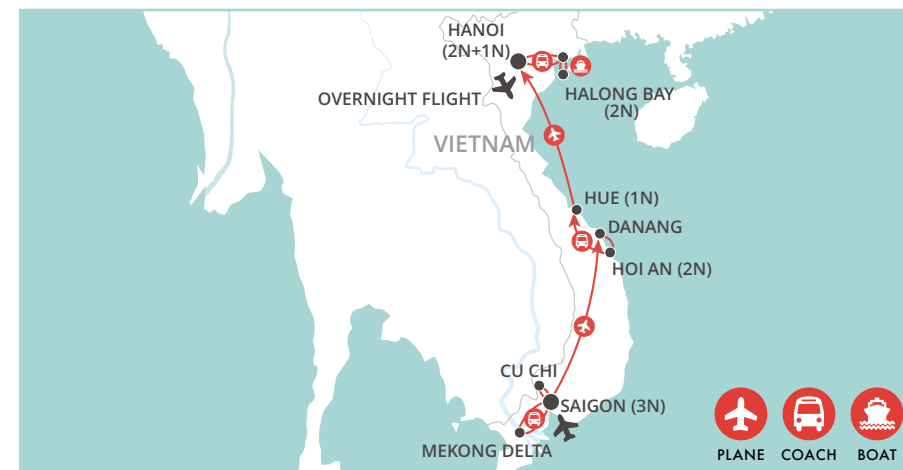 HANOI
(2N+1N)
OVERNIGHT FLIGHT
HALONG BAY
(2N)
VIETNAM
HUE (1N)
DANANG
HOI AN (2N)
CU CHI
SAIGON (3N)
MEKONG DELTA
PLANE COACH BOAT